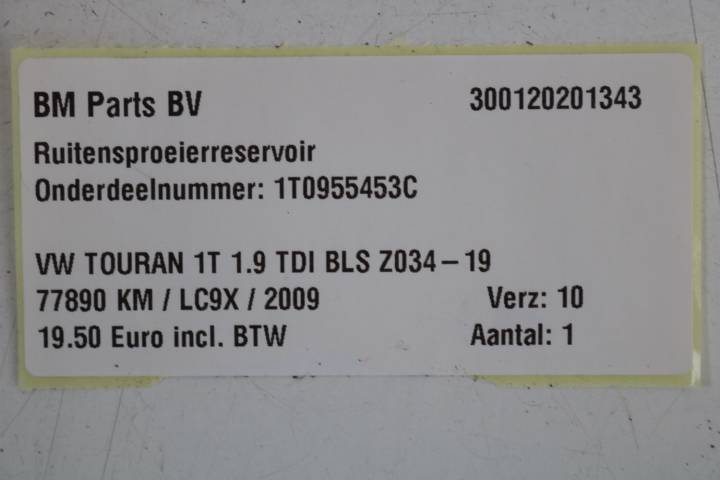 BM Parts BV 300120201343
Ruitensproeierreservoir
Onderdeelnummer: 1T0955453C
VW TOURAN 1T 1.9 TDI BLS Z034-19
77890 KM / LC9X / 2009 Verz: 10
19.50 Euro incl. BTW Aantal: 1